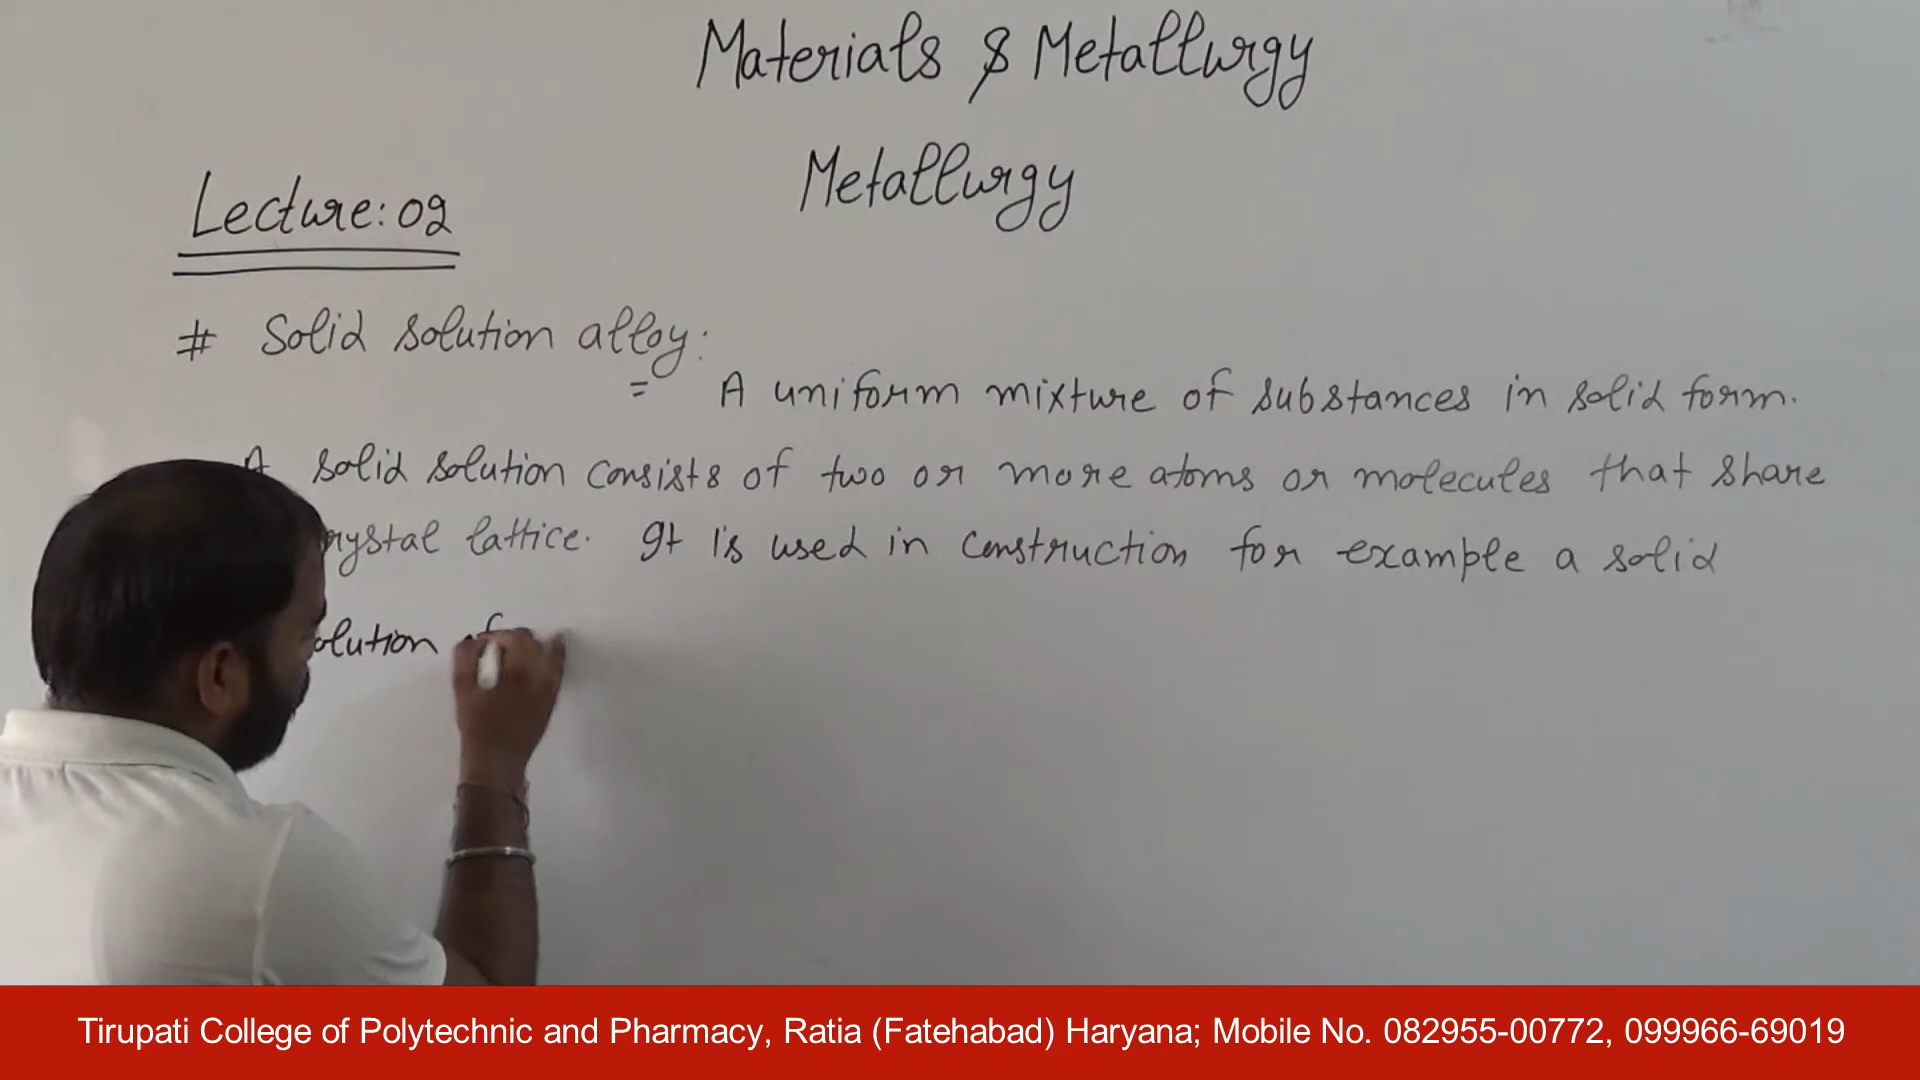 Materials & Metallurgy
Metallurgy
Lecture: 02
# Solid solution alloy:
= A uniform mixture of substances in solid form.
A solid solution consists of two or more atoms or molecules that share
rystal lattice. It is used in construction for example a solid
olution of
Tirupati College of Polytechnic and Pharmacy, Ratia (Fatehabad) Haryana; Mobile No. 082955-00772, 099966-69019